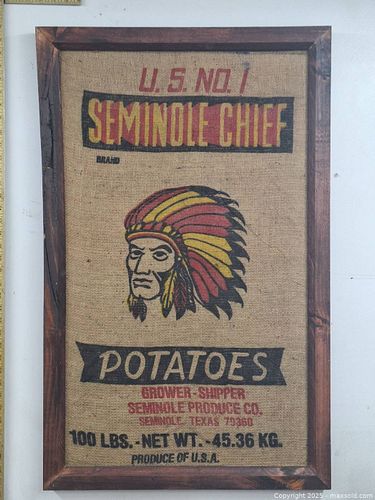 U.S. NO. 1
SEMINOLE CHIEF
BRAND
POTATOES
GROWER-SHIPPER
SEMINOLE PRODUCE CO.
SEMINOLE, TEXAS 79360
100 LBS.-NET WT.-45.36 KG.
PRODUCE OF U.S.A.
Copyright 2025 - maxsold.com